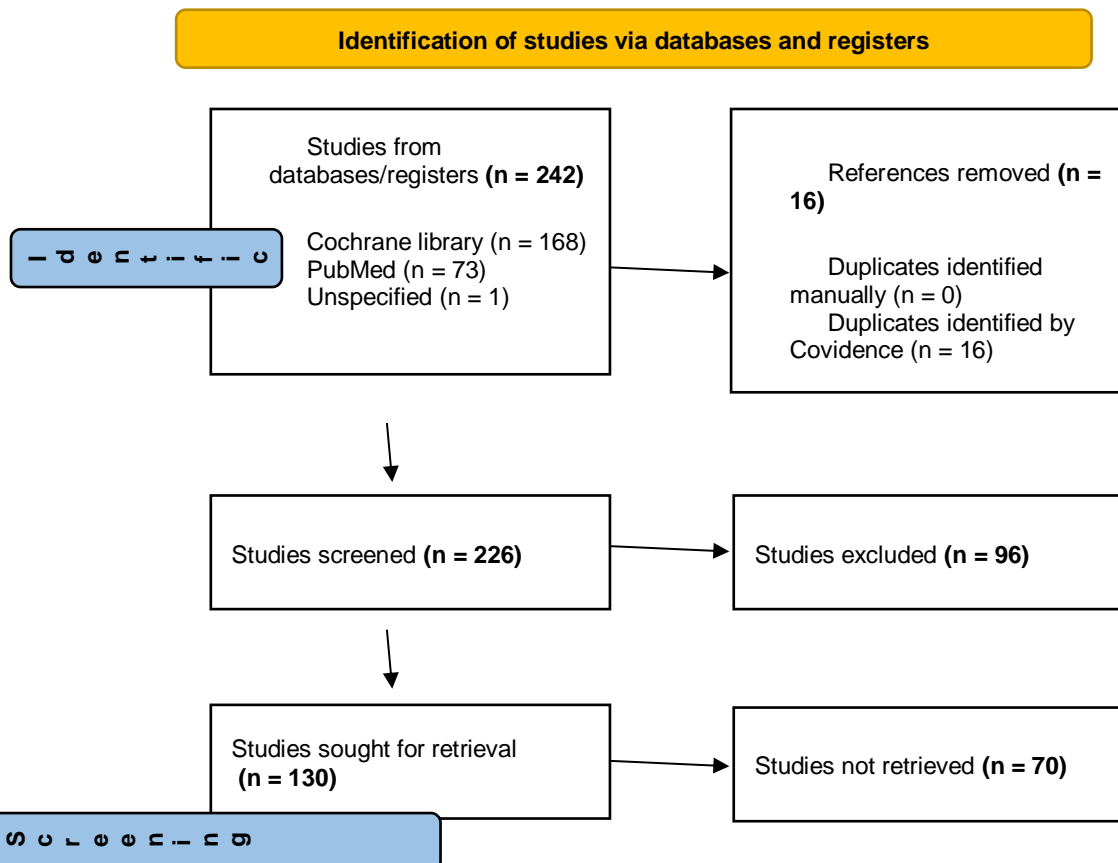 Identification of studies via databases and registers
Studies from
databases/registers (n = 242)
Cochrane library (n = 168)
PubMed (n = 73)
Unspecified (n = 1)
References removed (n =
16)
Duplicates identified
manually (n = 0)
Duplicates identified by
Covidence (n = 16)
Identific
Studies screened (n = 226)
Studies excluded (n = 96)
Studies sought for retrieval
(n = 130)
Studies not retrieved (n = 70)
Screening